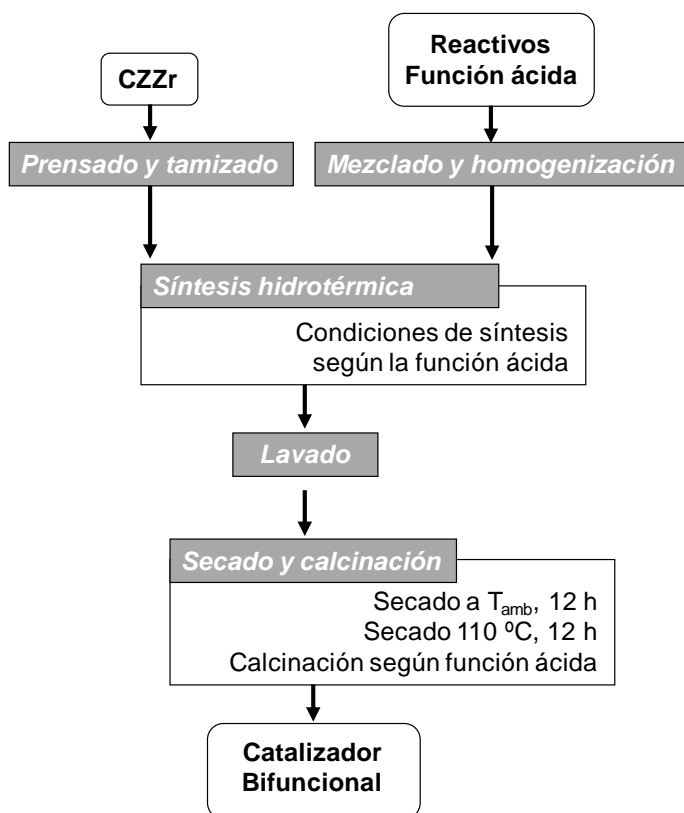 CZZr
Reactivos
Función ácida
Prensado y tamizado
Mezclado y homogenización
Síntesis hidrotérmica
Condiciones de síntesis
según la función ácida
Lavado
Secado y calcinación
Secado a Tamb, 12 h
Secado 110 ºC, 12 h
Calcinación según función ácida
Catalizador
Bifuncional